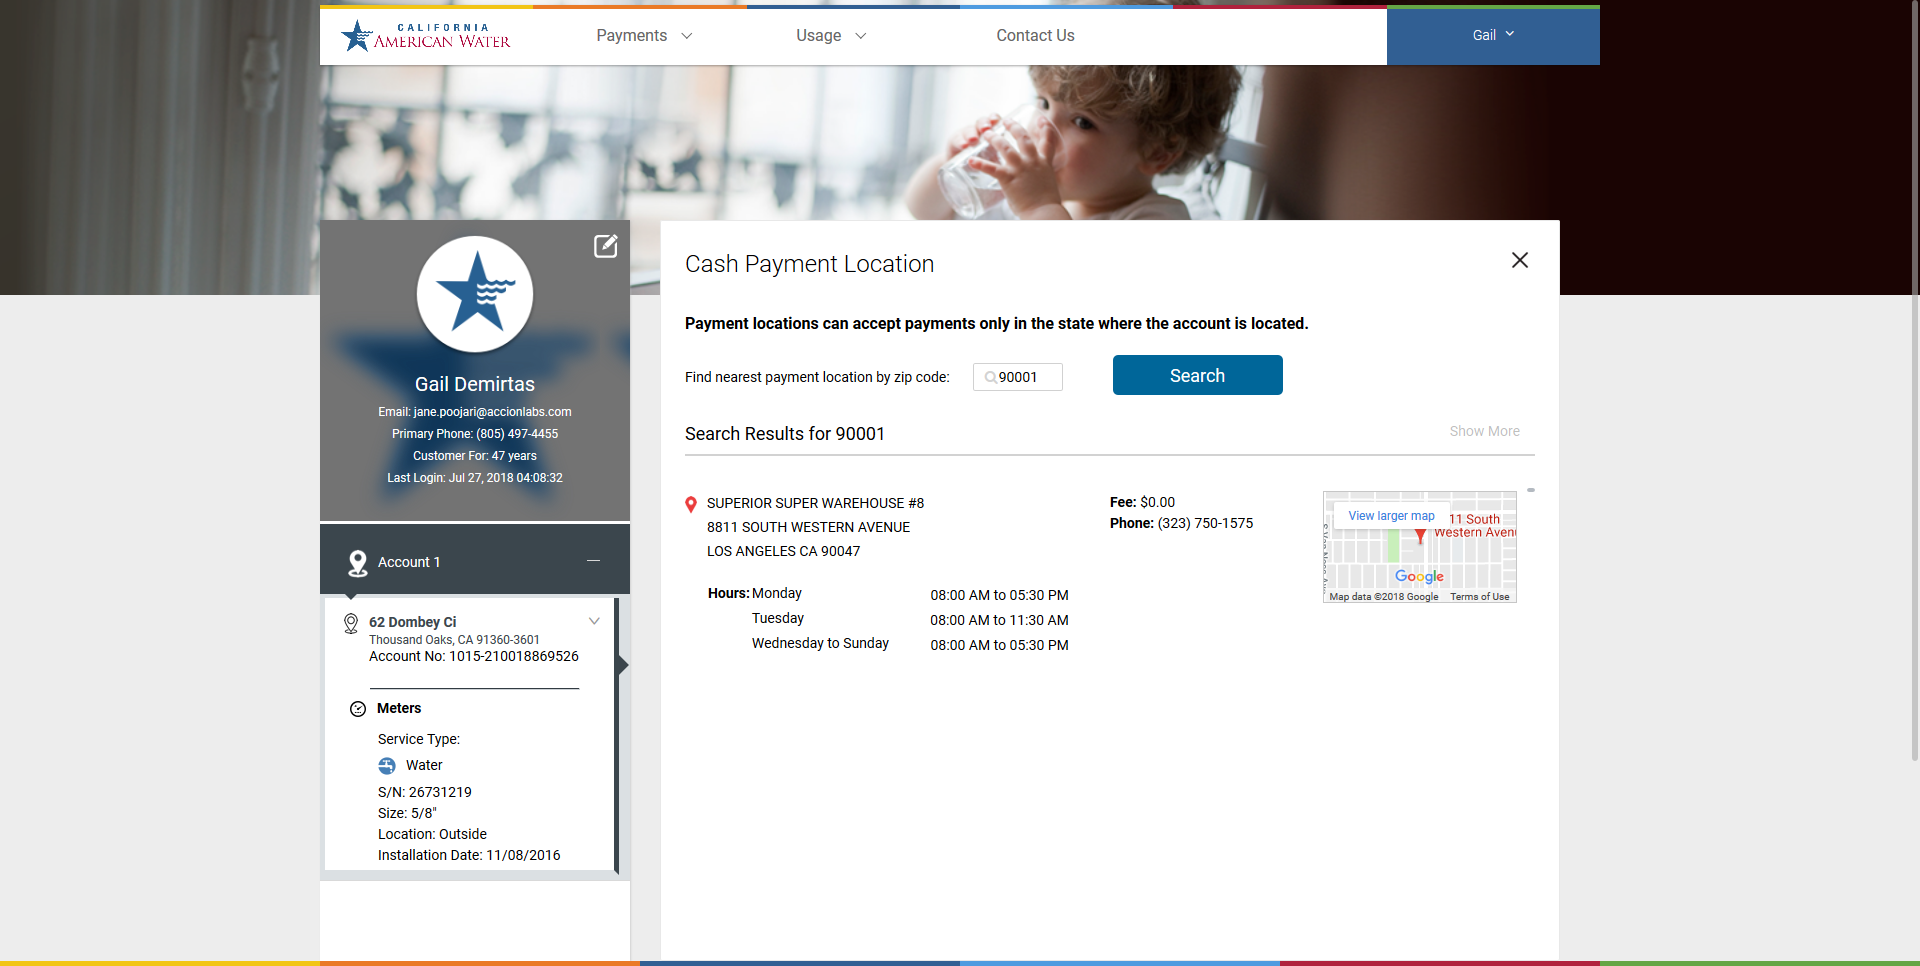 CALIFORNIA
AMERICAN WATER
Payments
Usage
Contact Us
Gail
Gail Demirtas
Email: jane.poojari@accionlabs.com
Primary Phone: (805) 497-4455
Customer For: 47 years
Last Login: Jul 27, 2018 04:08:32
Account 1
62 Dombey Ci
Thousand Oaks, CA 91360-3601
Account No: 1015-210018869526
Meters
Service Type:
Water
S/N: 26731219
Size: 5/8"
Location: Outside
Installation Date: 11/08/2016
Cash Payment Location
Payment locations can accept payments only in the state where the account is located.
Find nearest payment location by zip code: 90001 Search
Search Results for 90001 Show More
SUPERIOR SUPER WAREHOUSE #8
8811 SOUTH WESTERN AVENUE
LOS ANGELES CA 90047
Hours: Monday 08:00 AM to 05:30 PM
Tuesday 08:00 AM to 11:30 AM
Wednesday to Sunday 08:00 AM to 05:30 PM
Fee: $0.00
Phone: (323) 750-1575
View larger map
11 South
Western Avenu
Google
Map data ©2018 Google Terms of Use